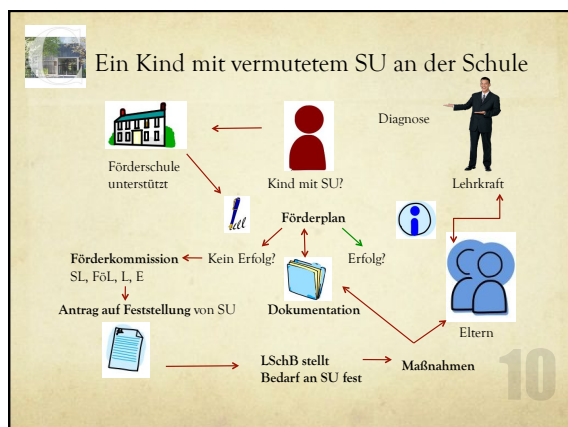 Ein Kind mit vermutetem SU an der Schule
Diagnose
Förderschule
unterstützt
Kind mit SU?
Lehrkraft
Förderplan
Förderkommission
SL, FöL, L, E
Kein Erfolg?
Erfolg?
Antrag auf Feststellung von SU
Dokumentation
Eltern
LSchB stellt
Bedarf an SU fest
Maßnahmen
10